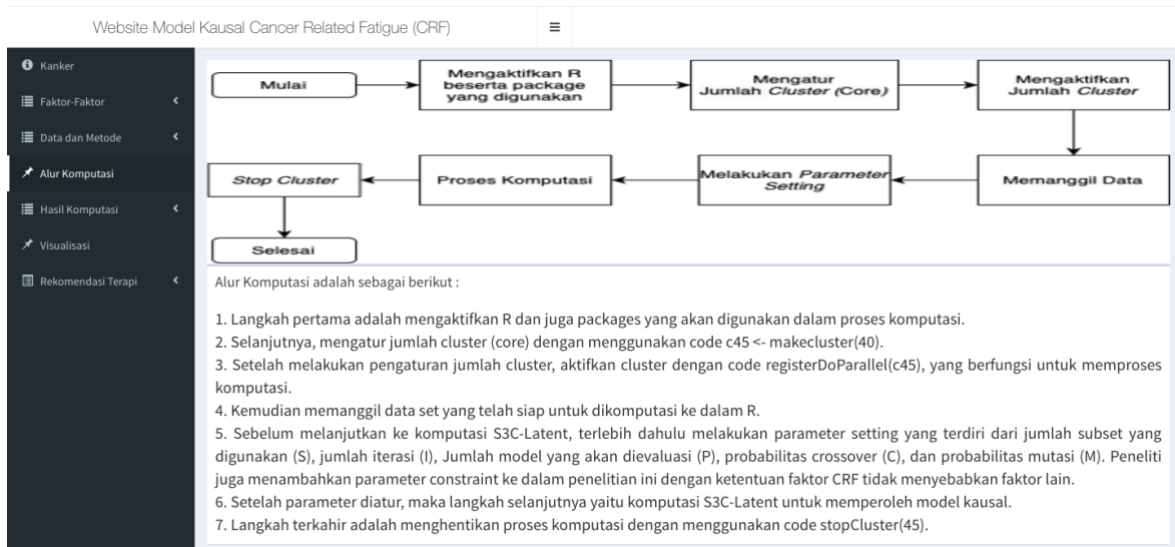 Website Model Kausal Cancer Related Fatigue (CRF)
Kanker
Faktor-Faktor
Data dan Metode
Alur Komputasi
Hasil Komputasi
Visualisasi
Rekomendasi Terapi
Mulai
Mengaktifkan R
beserta package
yang digunakan
Mengatur
Jumlah Cluster (Core)
Mengaktifkan
Jumlah Cluster
Memanggil Data
Melakukan Parameter
Setting
Proses Komputasi
Stop Cluster
Selesai
Alur Komputasi adalah sebagai berikut :
1. Langkah pertama adalah mengaktifkan R dan juga packages yang akan digunakan dalam proses komputasi.
2. Selanjutnya, mengatur jumlah cluster (core) dengan menggunakan code c45 <- makecluster(40).
3. Setelah melakukan pengaturan jumlah cluster, aktifkan cluster dengan code registerDoParallel(c45), yang berfungsi untuk memproses
komputasi.
4. Kemudian memanggil data set yang telah siap untuk dikomputasi ke dalam R.
5. Sebelum melanjutkan ke komputasi S3C-Latent, terlebih dahulu melakukan parameter setting yang terdiri dari jumlah subset yang
digunakan (S), jumlah iterasi (I), Jumlah model yang akan dievaluasi (P), probabilitas crossover (C), dan probabilitas mutasi (M). Peneliti
juga menambahkan parameter constraint ke dalam penelitian ini dengan ketentuan faktor CRF tidak menyebabkan faktor lain.
6. Setelah parameter diatur, maka langkah selanjutnya yaitu komputasi S3C-Latent untuk memperoleh model kausal.
7. Langkah terkahir adalah menghentikan proses komputasi dengan menggunakan code stopCluster(45).